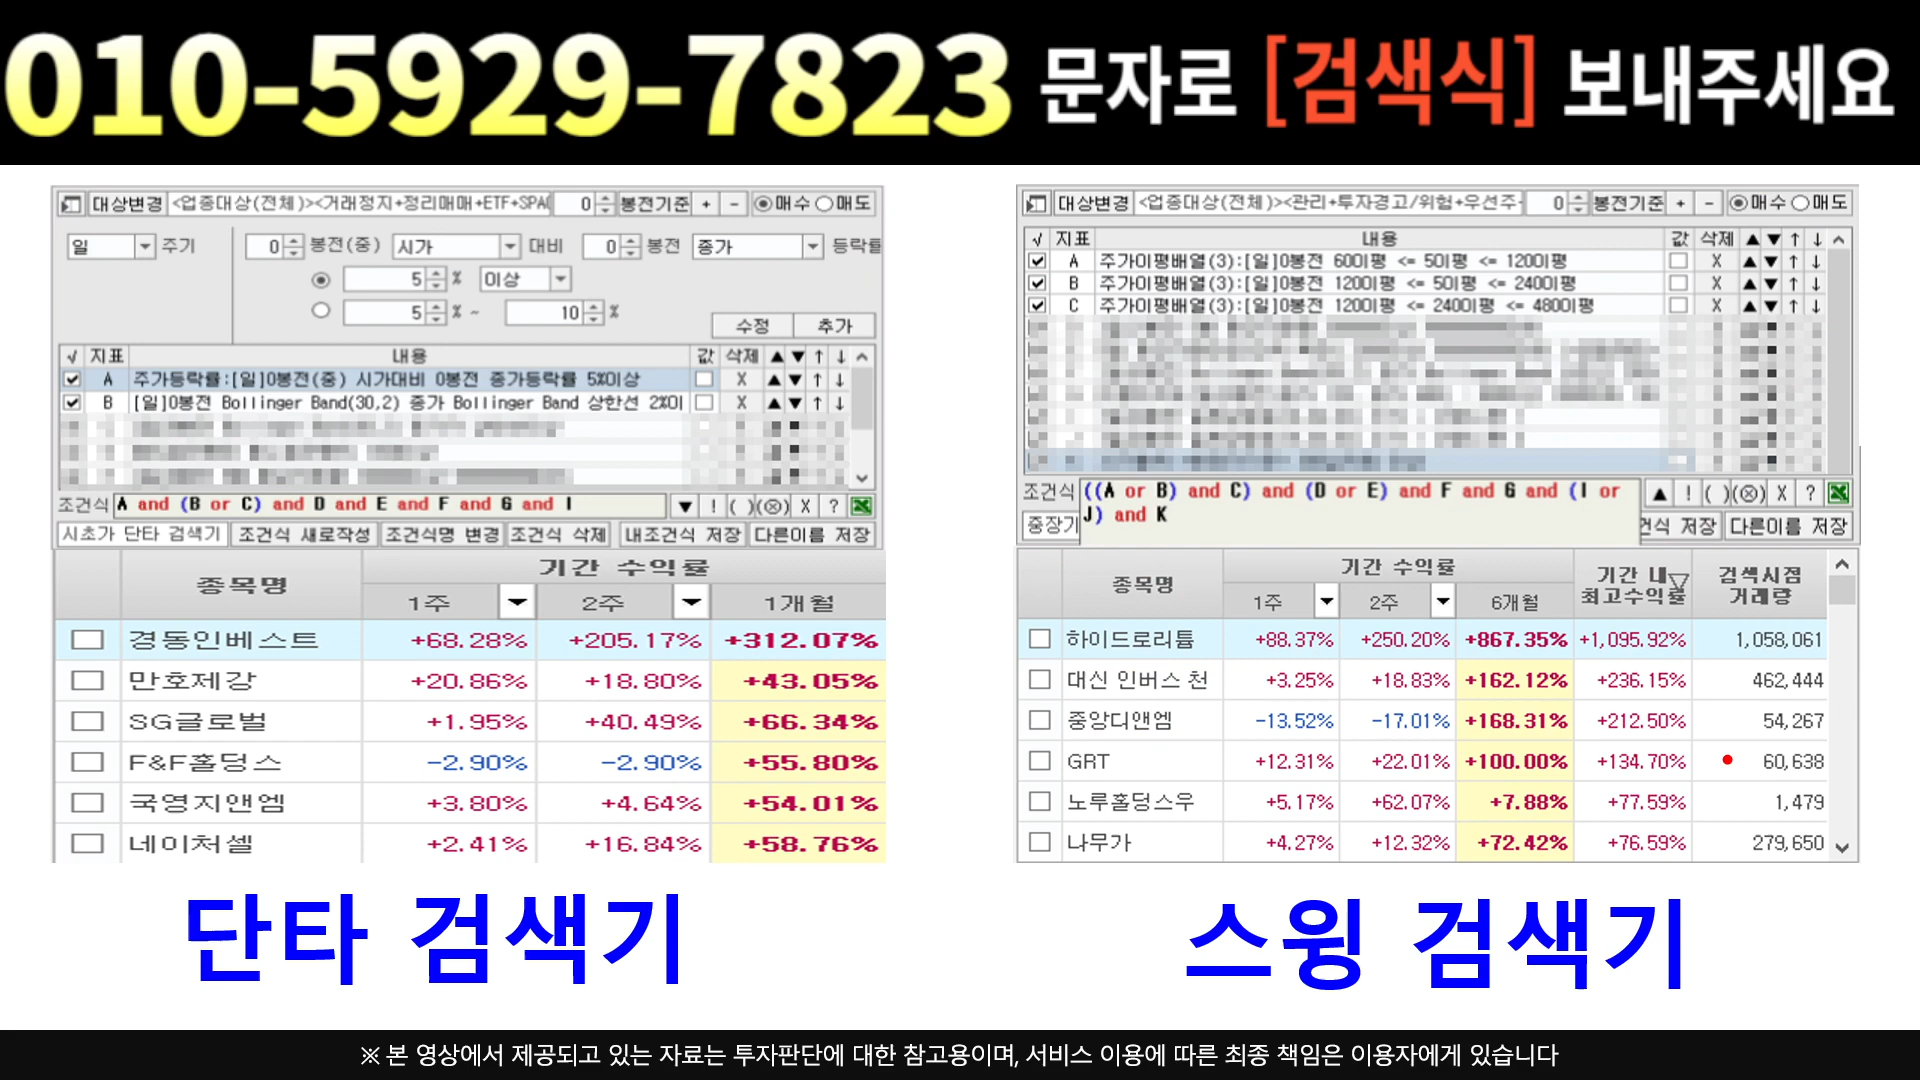 010-5929-7823 문자로 [검색식] 보내주세요
대상변경 <업종대상(전체)><거래정지+정리매매+ETF+SPAC 0 봉전기준 + - 매수 매도
일 주기 0 봉전(중) 시가 대비 0 봉전 종가 등락률
5 % 이상
5 % ~ 10 %
수정 추가
√ 지표 내용 값 삭제 ▲ ▼ ↑ ↓
A 주가등락률:[일]0봉전(중) 시가대비 0봉전 종가등락률 5%이상 X ▲ ▼ ↑ ↓
B [일]0봉전 Bollinger Band(30,2) 종가 Bollinger Band 상한선 2%이 X ▲ ▼ ↑ ↓
조건식 A and (B or C) and D and E and F and G and I ▼ ! ( )(⊗) X ?
시초가 단타 검색기 조건식 새로작성 조건식명 변경 조건식 삭제 내조건식 저장 다른이름 저장
종목명 기간 수익률
1주 2주 1개월
경동인베스트 +68.28% +205.17% +312.07%
만호제강 +20.86% +18.80% +43.05%
SG글로벌 +1.95% +40.49% +66.34%
F&F홀딩스 -2.90% -2.90% +55.80%
국영지앤엠 +3.80% +4.64% +54.01%
네이처셀 +2.41% +16.84% +58.76%
단타 검색기
대상변경 <업종대상(전체)><관리+투자경고/위험+우선주+ 0 봉전기준 + - 매수 매도
√ 지표 내용 값 삭제 ▲ ▼ ↑ ↓
A 주가이평배열(3):[일]0봉전 60이평 <= 5이평 <= 120이평 X ▲ ▼ ↑ ↓
B 주가이평배열(3):[일]0봉전 120이평 <= 5이평 <= 240이평 X ▲ ▼ ↑ ↓
C 주가이평배열(3):[일]0봉전 120이평 <= 240이평 <= 480이평 X ▲ ▼ ↑ ↓
조건식 ((A or B) and C) and (D or E) and F and G and (I or ▲ ! ( )(⊗) X ?
중장기 J) and K 건식 저장 다른이름 저장
종목명 기간 수익률 기간 내 최고수익률 검색시점 거래량
1주 2주 6개월
하이드로리튬 +88.37% +250.20% +867.35% +1,095.92% 1,058,061
대신 인버스 천 +3.25% +18.83% +162.12% +236.15% 462,444
중앙디앤엠 -13.52% -17.01% +168.31% +212.50% 54,267
GRT +12.31% +22.01% +100.00% +134.70% 60,638
노루홀딩스우 +5.17% +62.07% +7.88% +77.59% 1,479
나무가 +4.27% +12.32% +72.42% +76.59% 279,650
스윙 검색기
※ 본 영상에서 제공되고 있는 자료는 투자판단에 대한 참고용이며, 서비스 이용에 따른 최종 책임은 이용자에게 있습니다